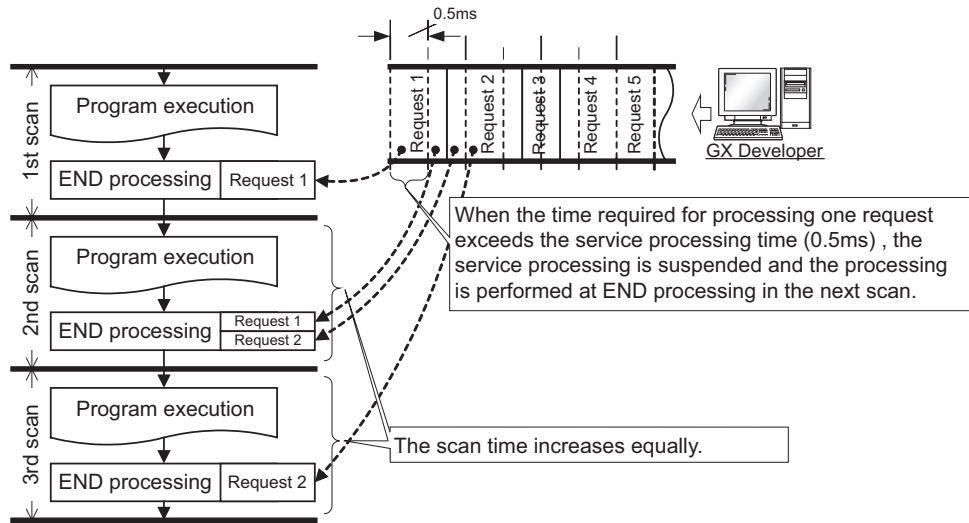 0.5ms
Request 1
Request 2
Request 3
Request 4
Request 5
GX Developer
1st scan
Program execution
END processing
Request 1
When the time required for processing one request
exceeds the service processing time (0.5ms) , the
service processing is suspended and the processing
is performed at END processing in the next scan.
2nd scan
Program execution
END processing
Request 1
Request 2
3rd scan
Program execution
END processing
Request 2
The scan time increases equally.